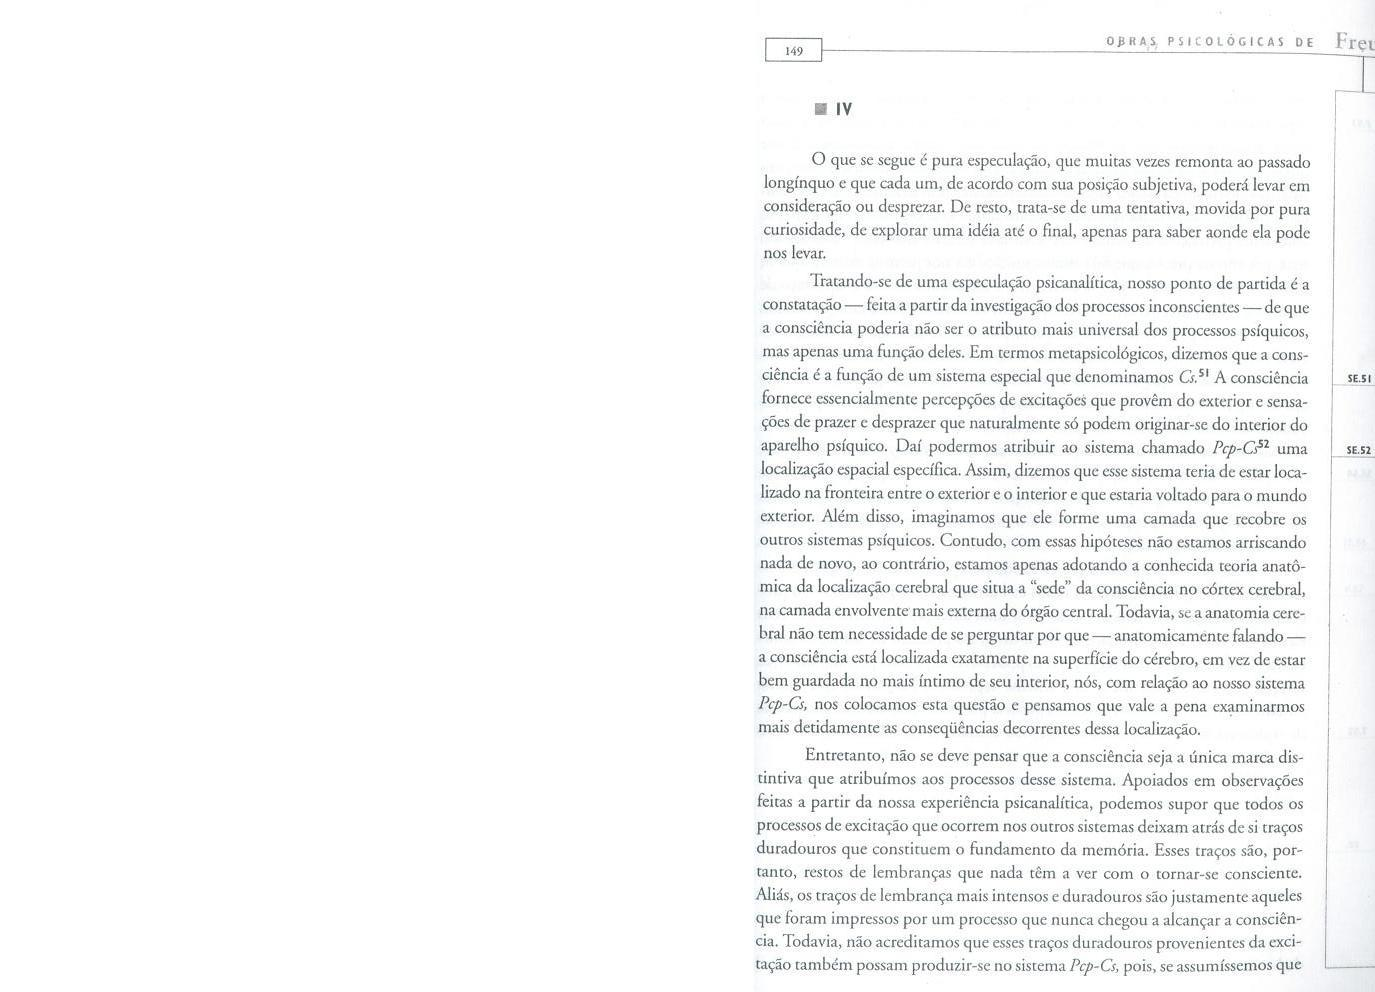 149
OBRAS PSICOLÓGICAS DE
IV
O que se segue é pura especulação, que muitas vezes remonta ao passado
longínquo e que cada um, de acordo com sua posição subjetiva, poderá levar em
consideração ou desprezar. De resto, trata-se de uma tentativa, movida por pura
curiosidade, de explorar uma idéia até o final, apenas para saber aonde ela pode
nos levar.
Tratando-se de uma especulação psicanalítica, nosso ponto de partida é a
constatação — feita a partir da investigação dos processos inconscientes — de que
a consciência poderia não ser o atributo mais universal dos processos psíquicos,
mas apenas uma função deles. Em termos metapsicológicos, dizemos que a cons-
ciência é a função de um sistema especial que denominamos Cs.51 A consciência
SE.51
fornece essencialmente percepções de excitações que provêm do exterior e sensa-
ções de prazer e desprazer que naturalmente só podem originar-se do interior do
aparelho psíquico. Daí podermos atribuir ao sistema chamado Pcp-Cs52 uma
SE.52
localização espacial específica. Assim, dizemos que esse sistema teria de estar loca-
lizado na fronteira entre o exterior e o interior e que estaria voltado para o mundo
exterior. Além disso, imaginamos que ele forme uma camada que recobre os
outros sistemas psíquicos. Contudo, com essas hipóteses não estamos arriscando
nada de novo, ao contrário, estamos apenas adotando a conhecida teoria anatô-
mica da localização cerebral que situa a “sede” da consciência no córtex cerebral,
na camada envolvente mais externa do órgão central. Todavia, se a anatomia cere-
bral não tem necessidade de se perguntar por que — anatomicamente falando —
a consciência está localizada exatamente na superfície do cérebro, em vez de estar
bem guardada no mais íntimo de seu interior, nós, com relação ao nosso sistema
Pcp-Cs, nos colocamos esta questão e pensamos que vale a pena examinarmos
mais detidamente as conseqüências decorrentes dessa localização.
Entretanto, não se deve pensar que a consciência seja a única marca dis-
tintiva que atribuímos aos processos desse sistema. Apoiados em observações
feitas a partir da nossa experiência psicanalítica, podemos supor que todos os
processos de excitação que ocorrem nos outros sistemas deixam atrás de si traços
duradouros que constituem o fundamento da memória. Esses traços são, por-
tanto, restos de lembranças que nada têm a ver com o tornar-se consciente.
Aliás, os traços de lembrança mais intensos e duradouros são justamente aqueles
que foram impressos por um processo que nunca chegou a alcançar a consciên-
cia. Todavia, não acreditamos que esses traços duradouros provenientes da exci-
tação também possam produzir-se no sistema Pcp-Cs, pois, se assumíssemos que